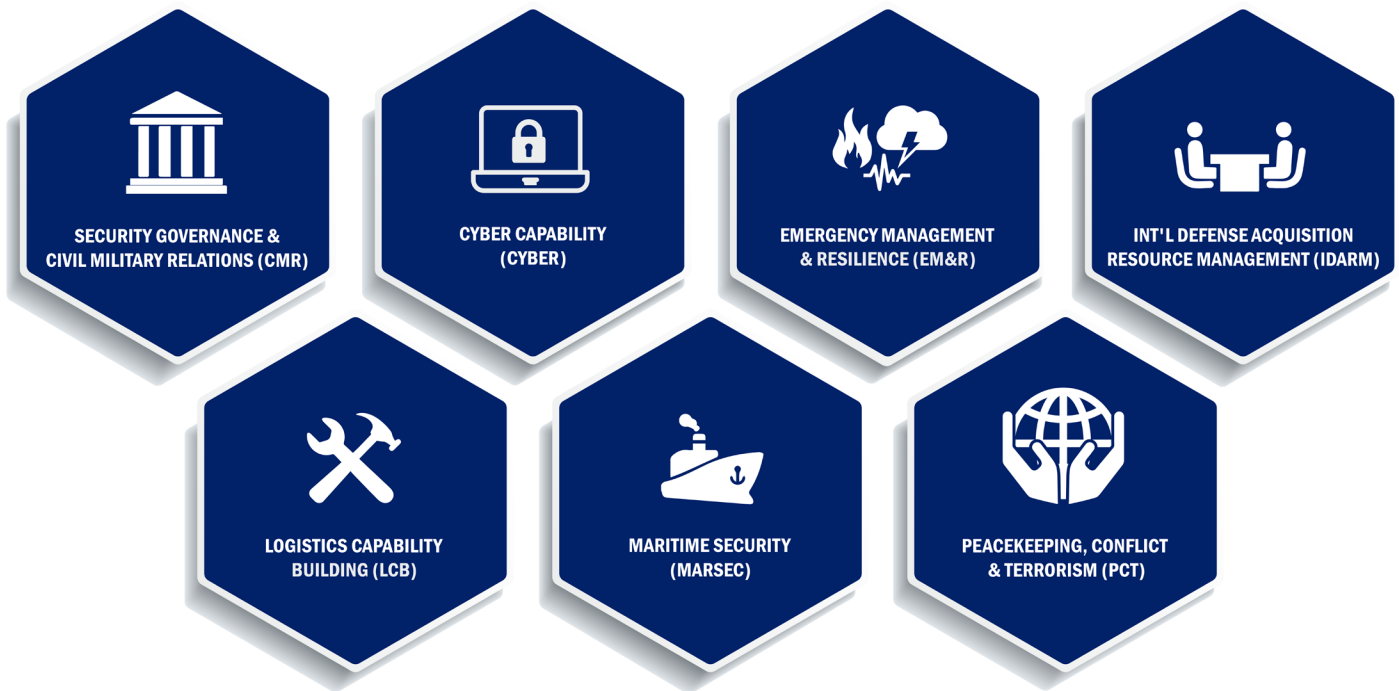 SECURITY GOVERNANCE &
CIVIL MILITARY RELATIONS (CMR)
CYBER CAPABILITY
(CYBER)
EMERGENCY MANAGEMENT
& RESILIENCE (EM&R)
INT'L DEFENSE ACQUISITION
RESOURCE MANAGEMENT (IDARM)
LOGISTICS CAPABILITY
BUILDING (LCB)
MARITIME SECURITY
(MARSEC)
PEACEKEEPING, CONFLICT
& TERRORISM (PCT)